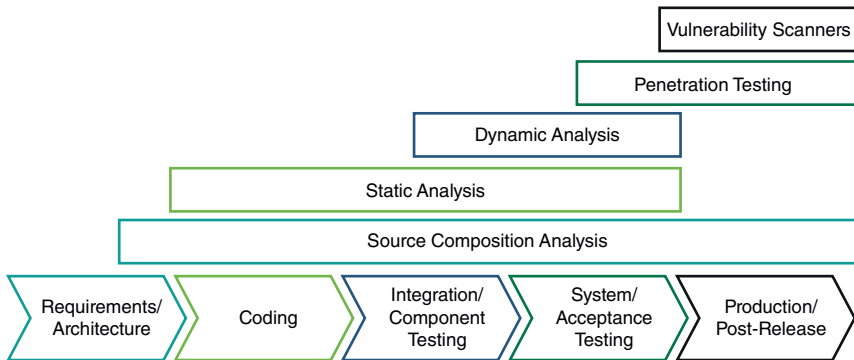 Vulnerability Scanners
Penetration Testing
Dynamic Analysis
Static Analysis
Source Composition Analysis
Requirements/
Architecture
Coding
Integration/
Component
Testing
System/
Acceptance
Testing
Production/
Post-Release